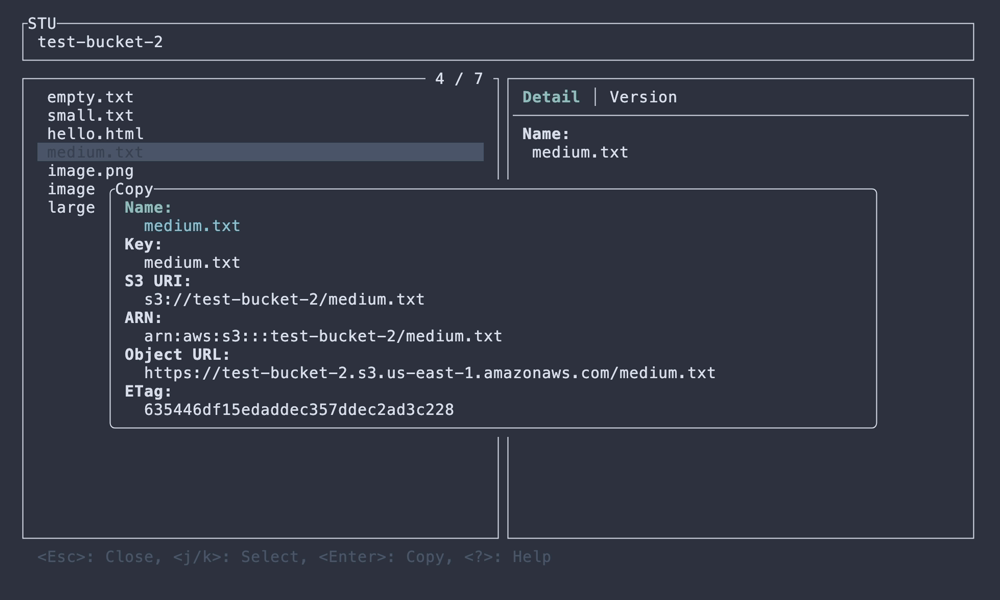 STU
test-bucket-2
4 / 7
empty.txt
small.txt
hello.html
medium.txt
image.png
image
large
Detail │ Version
Name:
medium.txt
Copy
Name:
medium.txt
Key:
medium.txt
S3 URI:
s3://test-bucket-2/medium.txt
ARN:
arn:aws:s3:::test-bucket-2/medium.txt
Object URL:
https://test-bucket-2.s3.us-east-1.amazonaws.com/medium.txt
ETag:
635446df15edaddec357ddec2ad3c228
<Esc>: Close, <j/k>: Select, <Enter>: Copy, <?>: Help